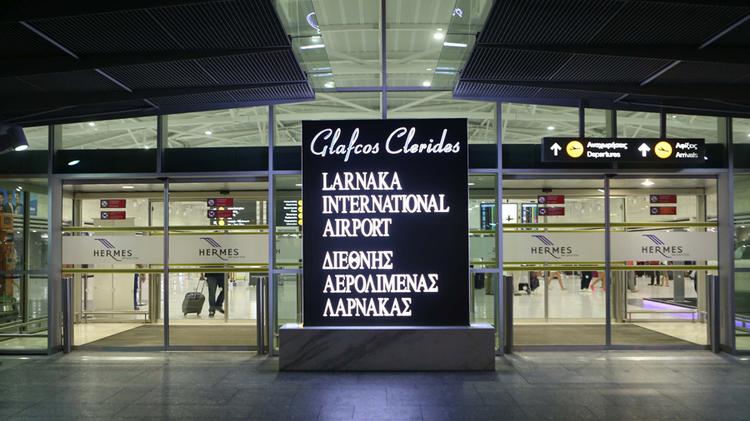 Glafcos Clerides
LARNAKA
INTERNATIONAL
AIRPORT
ΔΙΕΘΝΗΣ
ΑΕΡΟΛΙΜΕΝΑΣ
ΛΑΡΝΑΚΑΣ
Αναχωρήσεις
Departures
Αφίξεις
Arrivals
HERMES
HERMES
HERMES
HERMES